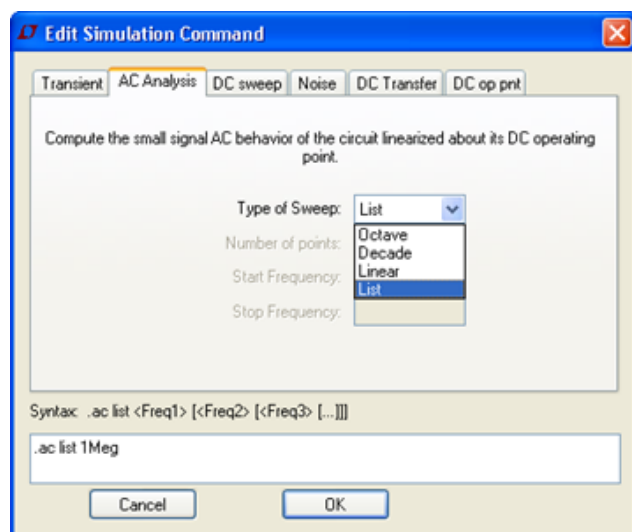 Edit Simulation Command
Transient AC Analysis DC sweep Noise DC Transfer DC op pnt
Compute the small signal AC behavior of the circuit linearized about its DC operating
point.
Type of Sweep: List
Octave
Number of points:
Decade
Linear
Start Frequency:
List
Stop Frequency:
Syntax: .ac list <Freq1> [<Freq2> [<Freq3> [...]]]
.ac list 1Meg
Cancel OK